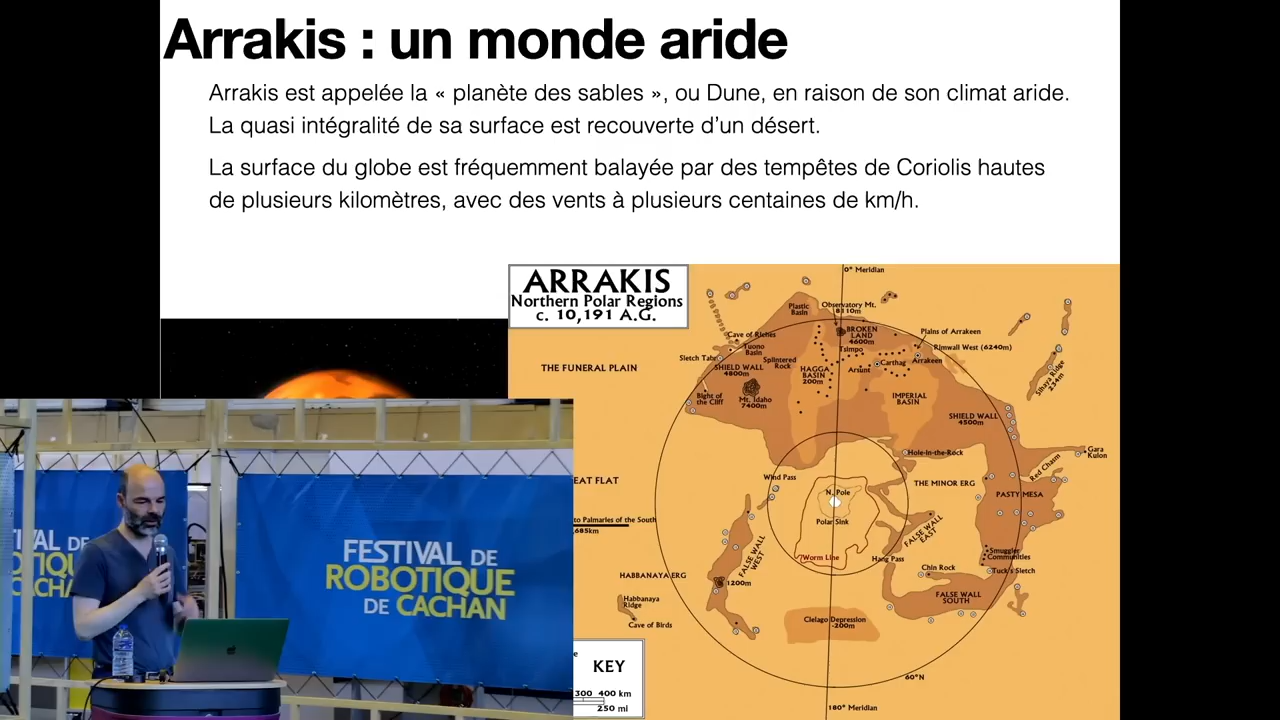 Arrakis : un monde aride
Arrakis est appelée la « planète des sables », ou Dune, en raison de son climat aride.
La quasi intégralité de sa surface est recouverte d'un désert.
La surface du globe est fréquemment balayée par des tempêtes de Coriolis hautes
de plusieurs kilomètres, avec des vents à plusieurs centaines de km/h.
ARRAKIS
Northern Polar Regions
c. 10,191 A.G.
0° Meridian
Plastic
Basin
Observatory Mt.
8110m
BROKEN
LAND
4600m
Plains of Arrakeen
Cave of Riches
Tuono
Basin
Tsimpo
Rimwall West (6240m)
Sietch Tabr
Splintered
Rock
Carthag
Arrakeen
THE FUNERAL PLAIN
SHIELD WALL
4800m
HAGGA
BASIN
200m
Arsunt
Sihaya Ridge
234m
Bight of
the Cliff
Mt. Idaho
7400m
IMPERIAL
BASIN
SHIELD WALL
4500m
Hole-in-the-Rock
Gara
Kulon
Red Chasm
EAT FLAT
Wind Pass
THE MINOR ERG
N. Pole
PASTY MESA
to Palmaries of the South
,685km
Polar Sink
FALSE WALL
EAST
FALSE WALL
WEST
Worm Line
Harg Pass
Smuggler
Communities
HABBANAYA ERG
1200m
Chin Rock
Tuck's Sietch
Habbanaya
Ridge
FALSE WALL
SOUTH
Cave of Birds
Cielago Depression
-200m
e
KEY
300 400 km
250 mi
60°N
180° Meridian
FESTIVAL DE
ROBOTIQUE
DE CACHAN
IVAL DE
OTIQUE
CACHA